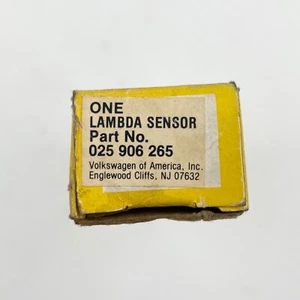 ONE
LAMBDA SENSOR
Part No.
025 906 265
Volkswagen of America, Inc.
Englewood Cliffs, NJ 07632